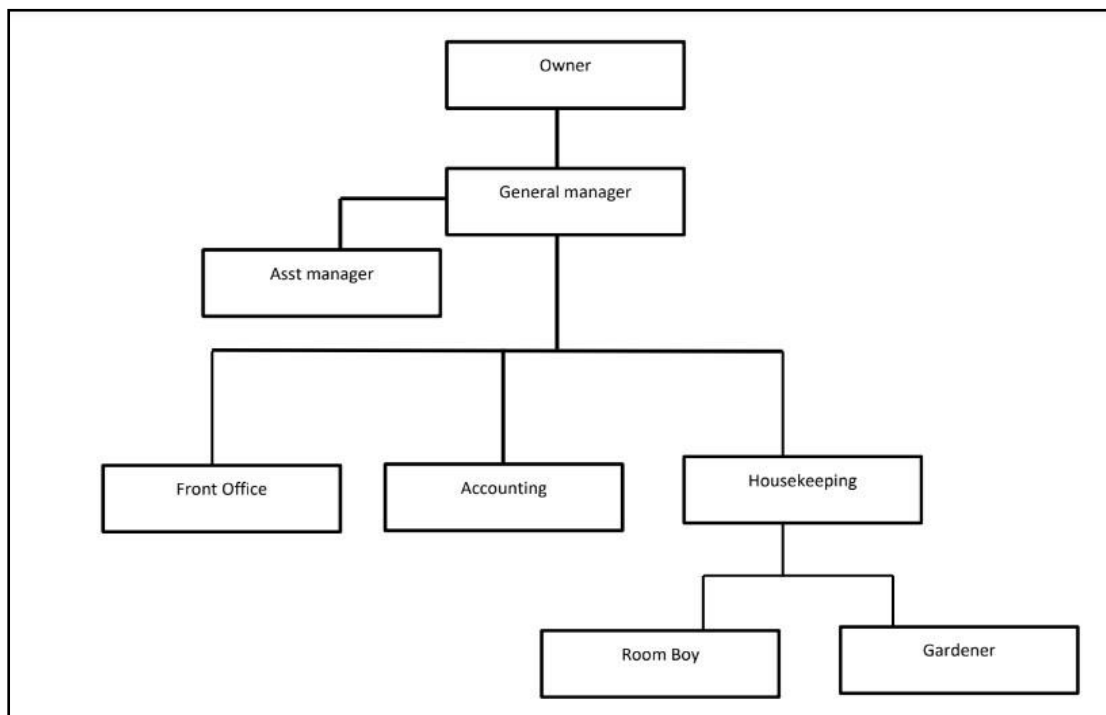 Owner
General manager
Asst manager
Front Office
Accounting
Housekeeping
Room Boy
Gardener